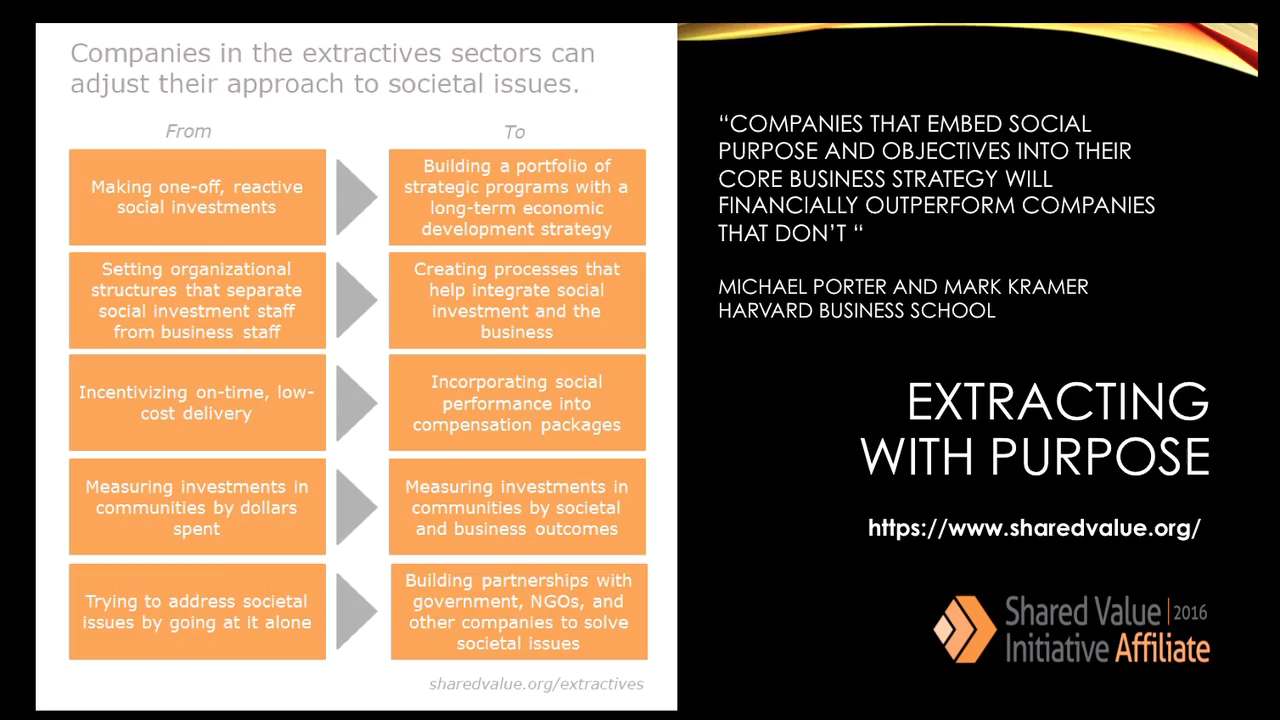 Companies in the extractives sectors can
adjust their approach to societal issues.
From
To
Making one-off, reactive
social investments
Building a portfolio of
strategic programs with a
long-term economic
development strategy
Setting organizational
structures that separate
social investment staff
from business staff
Creating processes that
help integrate social
investment and the
business
Incentivizing on-time, low-
cost delivery
Incorporating social
performance into
compensation packages
Measuring investments in
communities by dollars
spent
Measuring investments in
communities by societal
and business outcomes
Trying to address societal
issues by going at it alone
Building partnerships with
government, NGOs, and
other companies to solve
societal issues
sharedvalue.org/extractives
“COMPANIES THAT EMBED SOCIAL
PURPOSE AND OBJECTIVES INTO THEIR
CORE BUSINESS STRATEGY WILL
FINANCIALLY OUTPERFORM COMPANIES
THAT DON’T “
MICHAEL PORTER AND MARK KRAMER
HARVARD BUSINESS SCHOOL
EXTRACTING
WITH PURPOSE
https://www.sharedvalue.org/
Shared Value | 2016
Initiative Affiliate